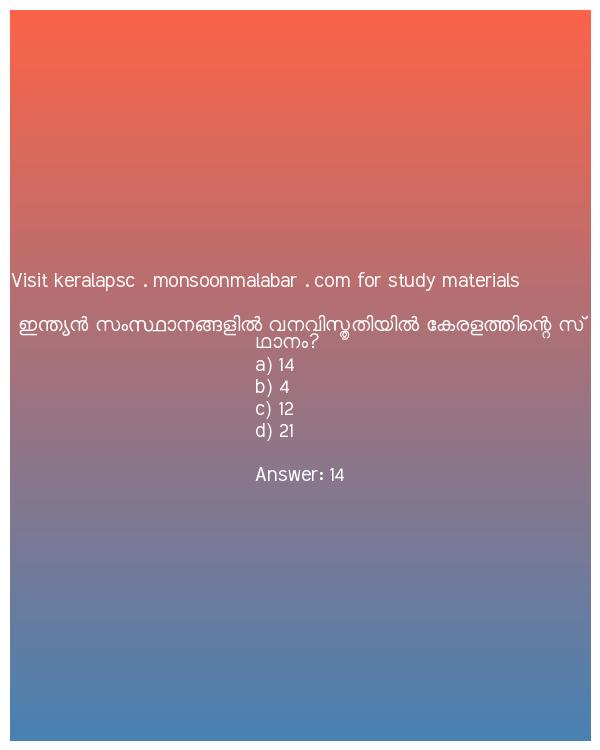 Visit keralapsc . monsoonmalabar . com for study materials
ഇന്ത്യൻ സംസ്ഥാനങ്ങളിൽ വനവിസ്തൃതിയിൽ കേരളത്തിന്റെ സ്
ഥാനം?
a) 14
b) 4
c) 12
d) 21
Answer: 14